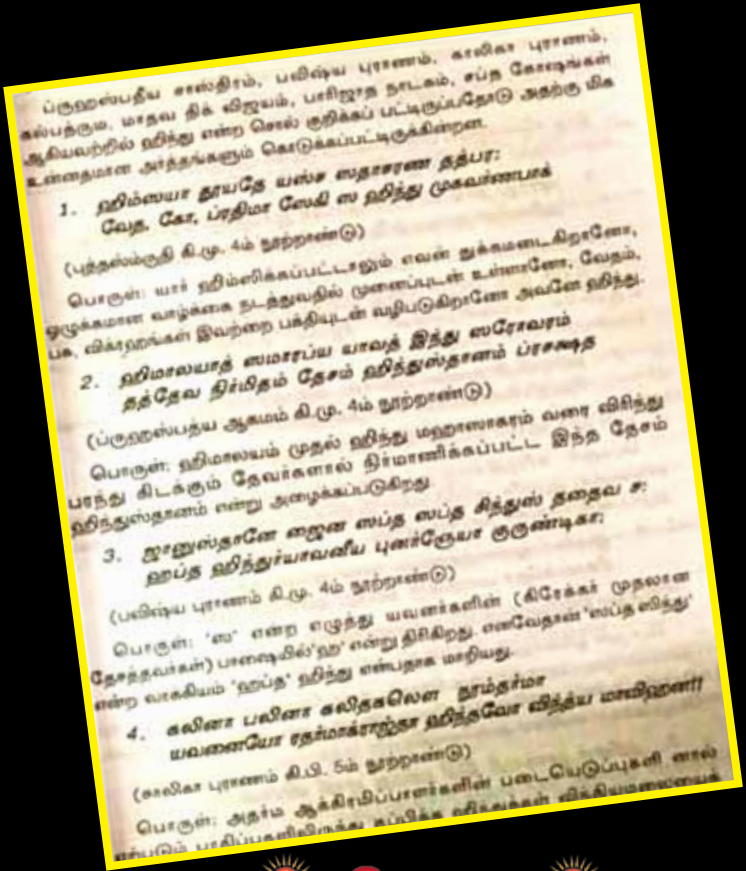 ப்ருஹஸ்பதீய சாஸ்திரம், பவிஷ்ய புராணம், காலிகா புராணம்,
கல்பத்ரும, மாதவ திக் விஜயம், பாரிஜாத நாடகம், சப்த கோஷங்கள்
ஆகியவற்றில் ஹிந்து என்ற சொல் குறிக்கப் பட்டிருப்பதோடு அதற்கு மிக
உன்னதமான அர்த்தங்களும் கொடுக்கப்பட்டிருக்கின்றன.
1. ஹிம்ஸயா தூயதே யஸ்ச ஸதாசரண தத்பர:
வேத, கோ, ப்ரதிமா ஸேகி ஸ ஹிந்து முகவர்ணபாக்
(புத்தஸ்ம்ருதி கி.மு. 4ம் நூற்றாண்டு)
பொருள்: யார் ஹிம்ஸிக்கப்பட்டாலும் எவன் துக்கமடைகிறானோ,
ஒழுக்கமான வாழ்க்கை நடத்துவதில் முனைப்புடன் உள்ளானோ, வேதம்,
பசு, விக்ரஹங்கள் இவற்றை பக்தியுடன் வழிபடுகிறானோ அவனே ஹிந்து.
2. ஹிமாலயாத் ஸமாரப்ய யாவத் இந்து ஸரோவரம்
தத்தேவ நிர்மிதம் தேசம் ஹிந்துஸ்தானம் ப்ரசக்ஷத
(ப்ருஹஸ்பத்ய ஆகமம் கி.மு. 4ம் நூற்றாண்டு)
பொருள்: ஹிமாலயம் முதல் ஹிந்து மஹாஸாகரம் வரை விரிந்து
பரந்து கிடக்கும் தேவர்களால் நிர்மாணிக்கப்பட்ட இந்த தேசம்
ஹிந்துஸ்தானம் என்று அழைக்கப்படுகிறது.
3. ஜானுஸ்தானே ஜைன ஸப்த ஸப்த சிந்துஸ் ததைவ ச:
ஹப்த ஹிந்துர்யாவனீய புனர்ஞேயா குருண்டிகா:
(பவிஷ்ய புராணம் கி.மு. 4ம் நூற்றாண்டு)
பொருள்: 'ஸ' என்ற எழுத்து யவனர்களின் (கிரேக்கர் முதலான
தேசத்தவர்கள்) பாஷையில் 'ஹ' என்று திரிகிறது. எனவேதான் 'ஸப்த ஸிந்து'
என்ற வாக்கியம் 'ஹப்த' ஹிந்து என்பதாக மாறியது.
4. கலினா பலினா கலிதகலௌ நூம்தர்மா
யவனையோ ஹிந்தவோ விந்த்ய
(காலிகா புராணம் கி.பி. 5ம் நூற்றாண்டு)
பொருள்: அதர்ம ஆக்கிரமிப்பாளர்களின் படையெடுப்புகளி னால்
ஏற்படும்